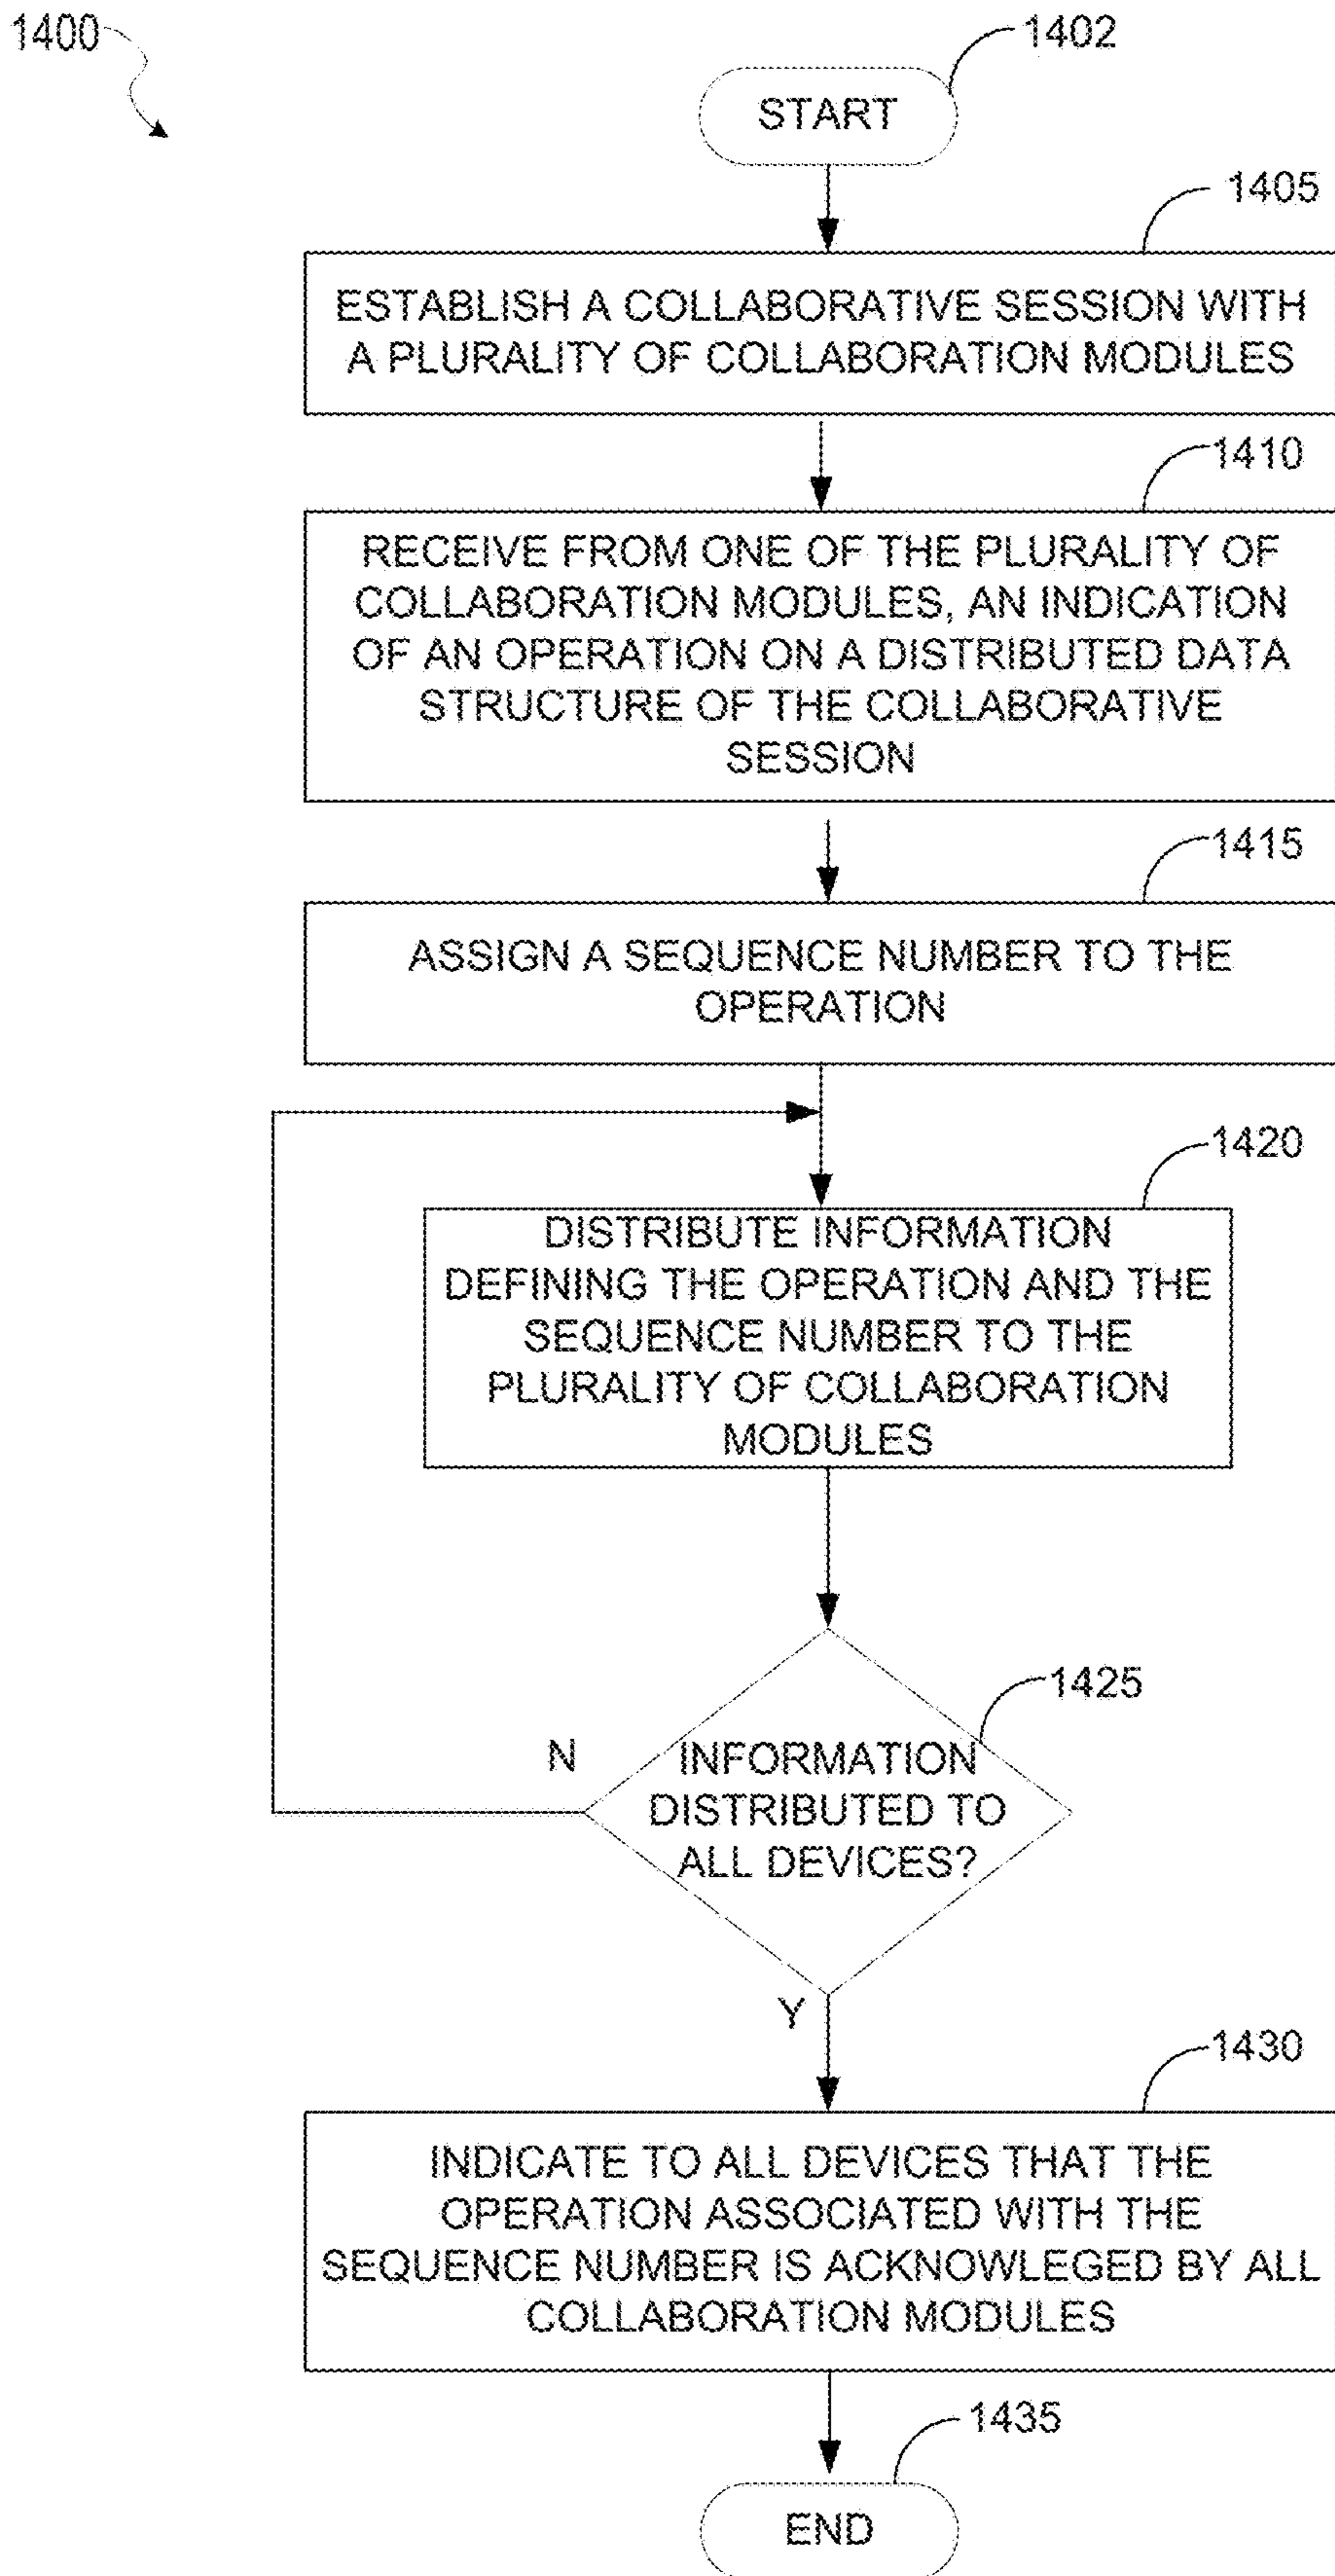 1400
1402
START
1405
ESTABLISH A COLLABORATIVE SESSION WITH
A PLURALITY OF COLLABORATION MODULES
1410
RECEIVE FROM ONE OF THE PLURALITY OF
COLLABORATION MODULES, AN INDICATION
OF AN OPERATION ON A DISTRIBUTED DATA
STRUCTURE OF THE COLLABORATIVE
SESSION
1415
ASSIGN A SEQUENCE NUMBER TO THE
OPERATION
1420
DISTRIBUTE INFORMATION
DEFINING THE OPERATION AND THE
SEQUENCE NUMBER TO THE
PLURALITY OF COLLABORATION
MODULES
1425
N
INFORMATION
DISTRIBUTED TO
ALL DEVICES?
Y
1430
INDICATE TO ALL DEVICES THAT THE
OPERATION ASSOCIATED WITH THE
SEQUENCE NUMBER IS ACKNOWLEGED BY ALL
COLLABORATION MODULES
1435
END